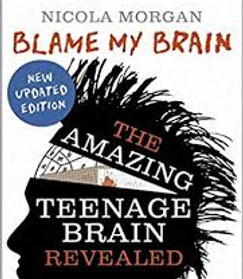 NICOLA MORGAN
BLAME MY BRAIN
NEW
UPDATED
EDITION
THE
AMAZING
TEENAGE
BRAIN
REVEALED